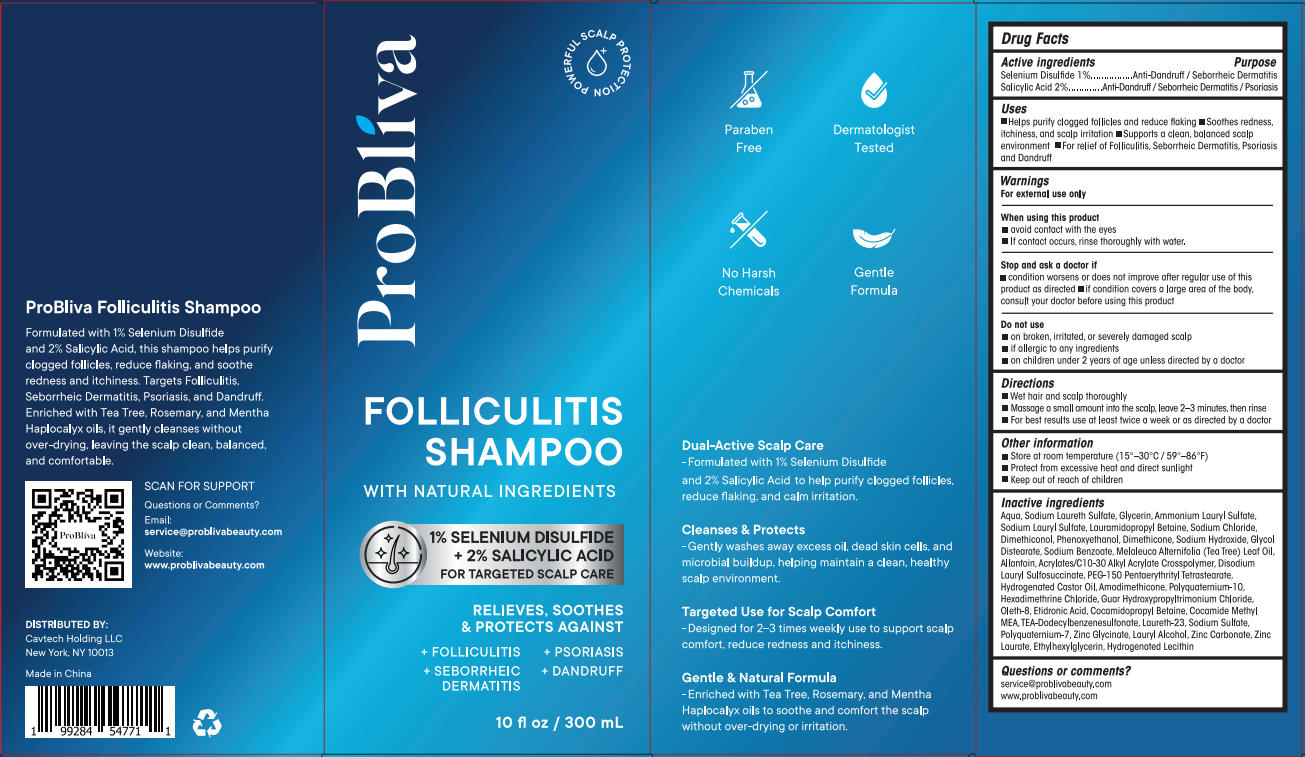 ProBliva Folliculitis Shampoo
Formulated with 1% Selenium Disulfide
and 2% Salicylic Acid, this shampoo helps purify
clogged follicles, reduce flaking, and soothe
redness and itchiness. Targets Folliculitis,
Seborrheic Dermatitis, Psoriasis, and Dandruff.
Enriched with Tea Tree, Rosemary, and Mentha
Haplocalyx oils, it gently cleanses without
over-drying, leaving the scalp clean, balanced,
and comfortable.
ProBliva
SCAN FOR SUPPORT
Questions or Comments?
Email:
service@problivabeauty.com
Website:
www.problivabeauty.com
DISTRIBUTED BY:
Cavtech Holding LLC
New York, NY 10013
Made in China
1 99284 54771 1
ProBliva
POWERFUL SCALP PROTECTION
FOLLICULITIS
SHAMPOO
WITH NATURAL INGREDIENTS
1% SELENIUM DISULFIDE
+ 2% SALICYLIC ACID
FOR TARGETED SCALP CARE
RELIEVES, SOOTHES
& PROTECTS AGAINST
+ FOLLICULITIS + PSORIASIS
+ SEBORRHEIC + DANDRUFF
DERMATITIS
10 fl oz / 300 mL
Paraben
Free
Dermatologist
Tested
No Harsh
Chemicals
Gentle
Formula
Dual-Active Scalp Care
- Formulated with 1% Selenium Disulfide
and 2% Salicylic Acid to help purify clogged follicles,
reduce flaking, and calm irritation.
Cleanses & Protects
- Gently washes away excess oil, dead skin cells, and
microbial buildup, helping maintain a clean, healthy
scalp environment.
Targeted Use for Scalp Comfort
- Designed for 2–3 times weekly use to support scalp
comfort, reduce redness and itchiness.
Gentle & Natural Formula
- Enriched with Tea Tree, Rosemary, and Mentha
Haplocalyx oils to soothe and comfort the scalp
without over-drying or irritation.
Drug Facts
Active ingredients Purpose
Selenium Disulfide 1%...............Anti-Dandruff / Seborrheic Dermatitis
Salicylic Acid 2%............Anti-Dandruff / Seborrheic Dermatitis / Psoriasis
Uses
■ Helps purify clogged follicles and reduce flaking ■ Soothes redness,
itchiness, and scalp irritation ■ Supports a clean, balanced scalp
environment ■ For relief of Folliculitis, Seborrheic Dermatitis, Psoriasis
and Dandruff
Warnings
For external use only
When using this product
■ avoid contact with the eyes
■ If contact occurs, rinse thoroughly with water.
Stop and ask a doctor if
■ condition worsens or does not improve after regular use of this
product as directed ■ if condition covers a large area of the body,
consult your doctor before using this product
Do not use
■ on broken, irritated, or severely damaged scalp
■ if allergic to any ingredients
■ on children under 2 years of age unless directed by a doctor
Directions
■ Wet hair and scalp thoroughly
■ Massage a small amount into the scalp, leave 2–3 minutes, then rinse
■ For best results use at least twice a week or as directed by a doctor
Other information
■ Store at room temperature (15°–30°C / 59°–86°F)
■ Protect from excessive heat and direct sunlight
■ Keep out of reach of children
Inactive ingredients
Aqua, Sodium Laureth Sulfate, Glycerin, Ammonium Lauryl Sulfate,
Sodium Lauryl Sulfate, Lauramidopropyl Betaine, Sodium Chloride,
Dimethiconol, Phenoxyethanol, Dimethicone, Sodium Hydroxide, Glycol
Distearate, Sodium Benzoate, Melaleuca Alternifolia (Tea Tree) Leaf Oil,
Allantoin, Acrylates/C10-30 Alkyl Acrylate Crosspolymer, Disodium
Lauryl Sulfosuccinate, PEG-150 Pentaerythrityl Tetrastearate,
Hydrogenated Castor Oil, Amodimethicone, Polyquaternium-10,
Hexadimethrine Chloride, Guar Hydroxypropyltrimonium Chloride,
Oleth-8, Etidronic Acid, Cocamidopropyl Betaine, Cocamide Methyl
MEA, TEA-Dodecylbenzenesulfonate, Laureth-23, Sodium Sulfate,
Polyquaternium-7, Zinc Glycinate, Lauryl Alcohol, Zinc Carbonate, Zinc
Laurate, Ethylhexylglycerin, Hydrogenated Lecithin
Questions or comments?
service@problivabeauty.com
www.problivabeauty.com